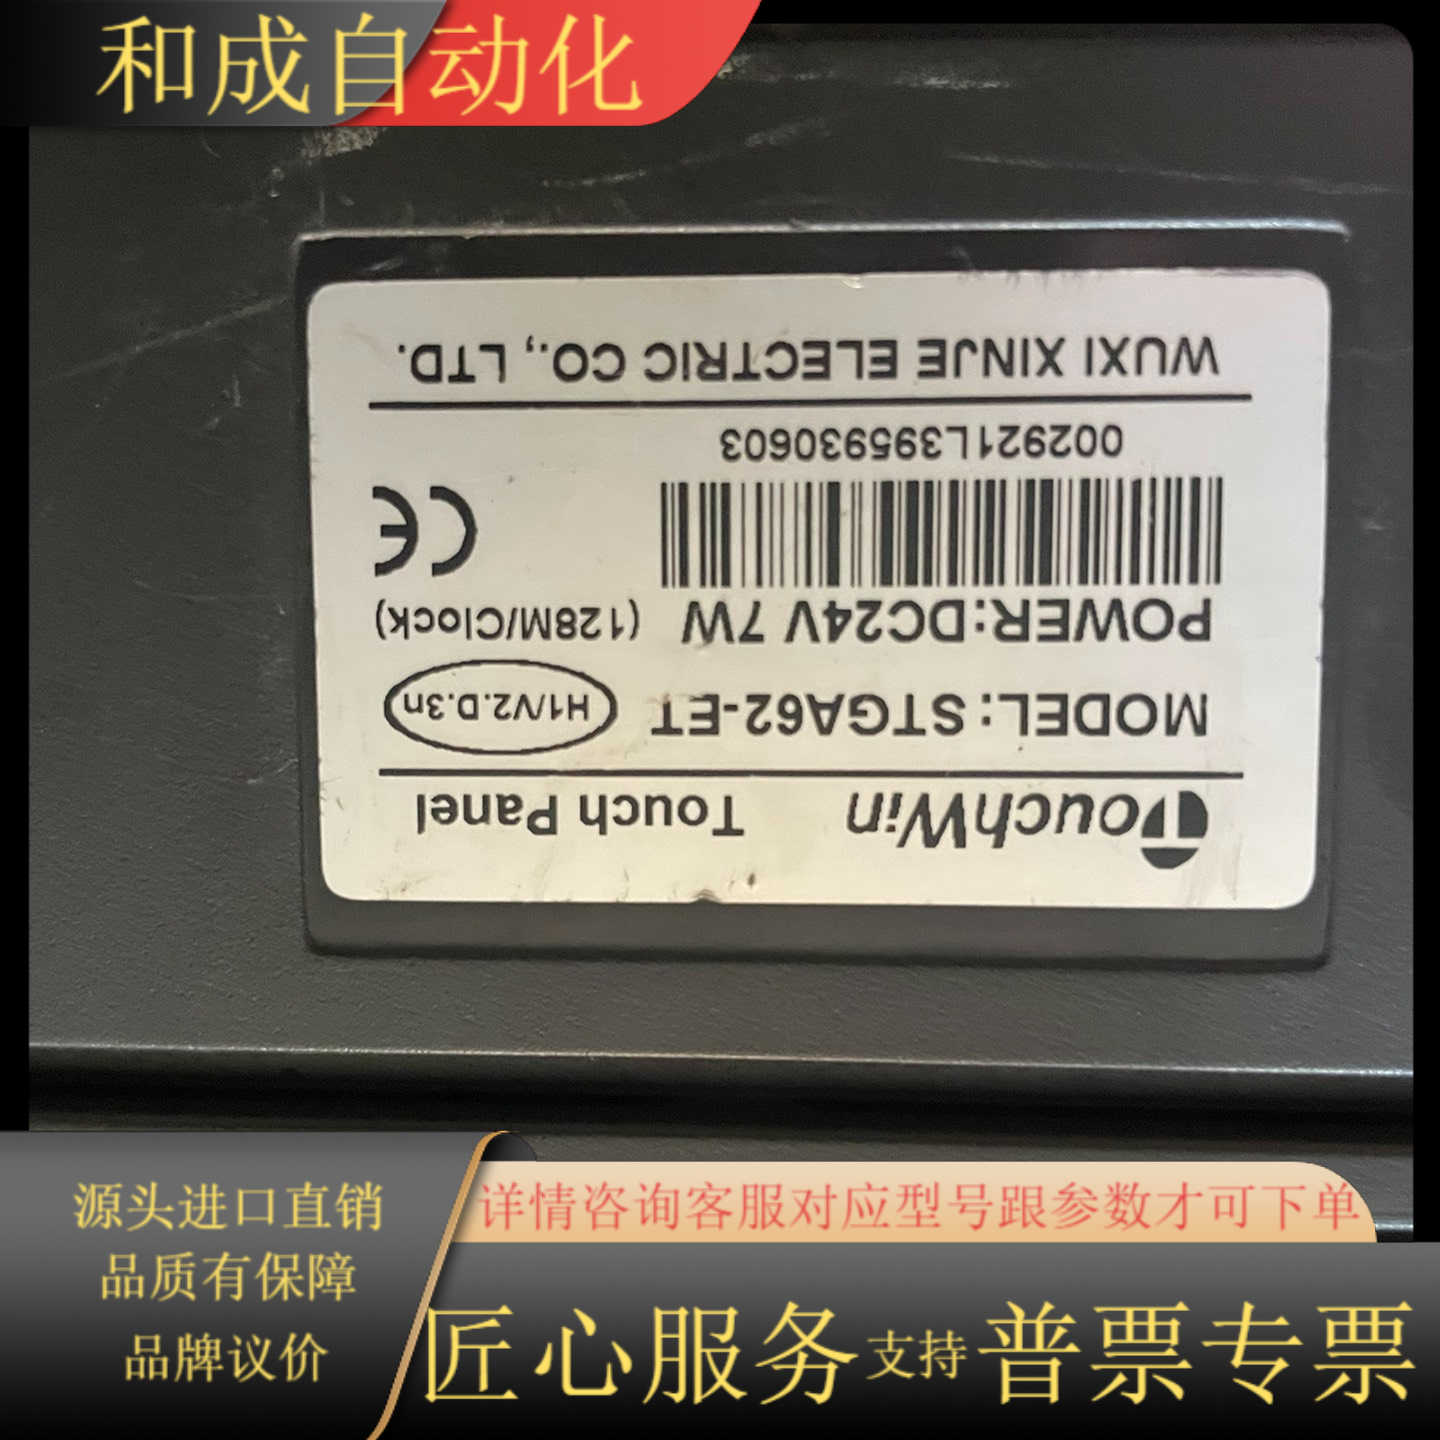 和成自动化
TouchWin Touch Panel
MODEL:STGA62-ET H1/V2.D.3n
POWER:DC24V 7W (128M/Clock)
CE
002921L395930603
WUXI XINJE ELECTRIC CO., LTD.
源头进口直销
品质有保障
品牌议价
详情咨询客服对应型号跟参数才可下单
匠心服务支持普票专票